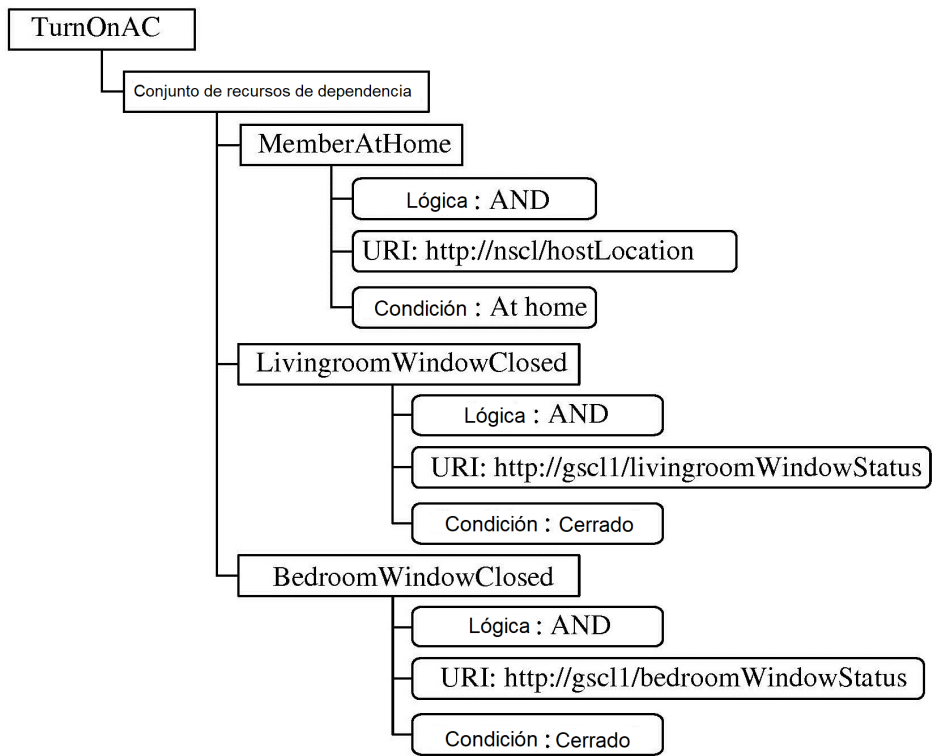 TurnOnAC
Conjunto de recursos de dependencia
MemberAtHome
Lógica : AND
URI: http://nscl/hostLocation
Condición : At home
LivingroomWindowClosed
Lógica : AND
URI: http://gscl1/livingroomWindowStatus
Condición : Cerrado
BedroomWindowClosed
Lógica : AND
URI: http://gscl1/bedroomWindowStatus
Condición : Cerrado